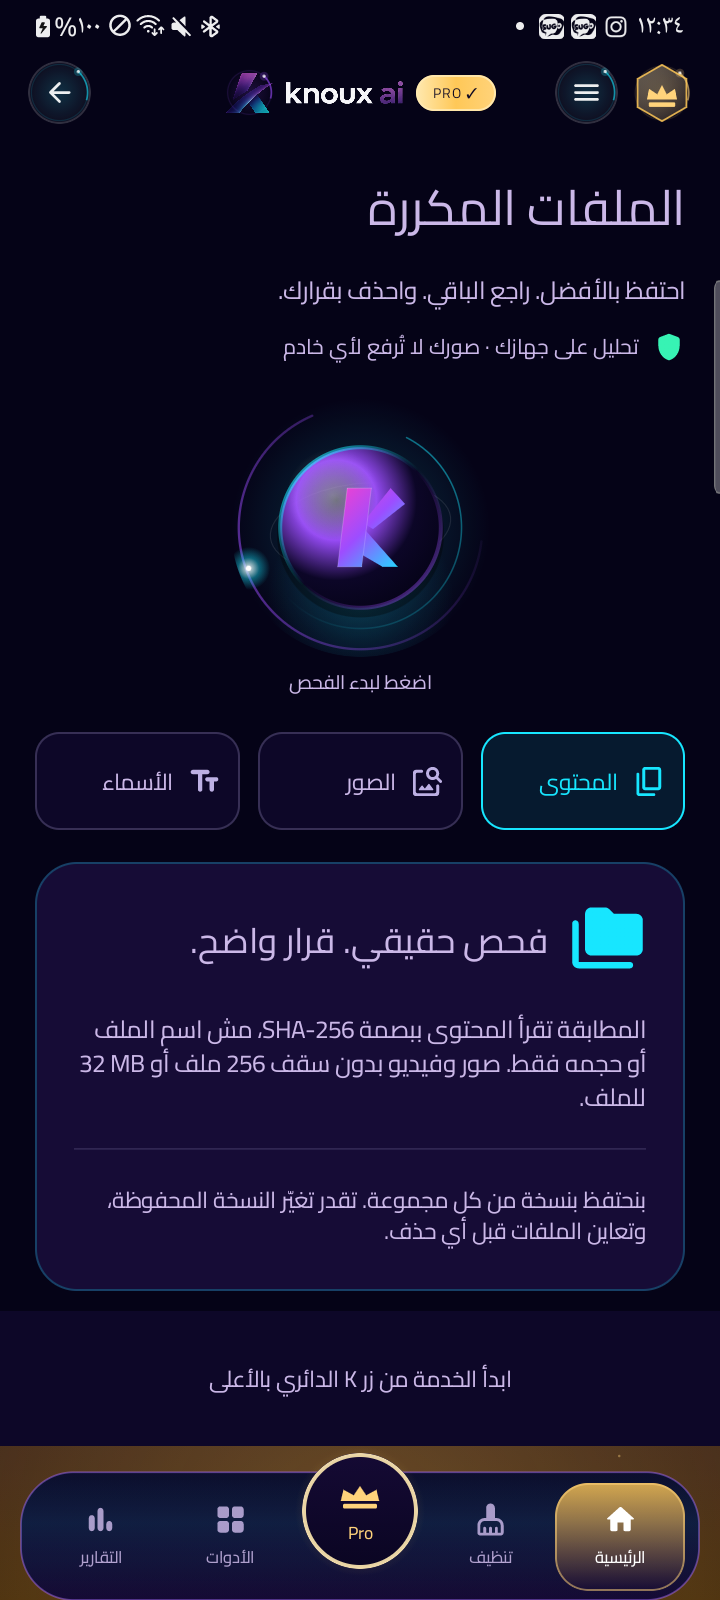 ١٢:٣٤
%١٠٠
knoux ai
PRO ✓
الملفات المكررة
احتفظ بالأفضل. راجع الباقي. واحذف بقرارك.
تحليل على جهازك · صورك لا تُرفع لأي خادم
اضغط لبدء الفحص
المحتوى
الصور
الأسماء
فحص حقيقي. قرار واضح.
المطابقة تقرأ المحتوى ببصمة SHA-256، مش اسم الملف
أو حجمه فقط. صور وفيديو بدون سقف 256 ملف أو 32 MB
للملف.
بنحتفظ بنسخة من كل مجموعة. تقدر تغيّر النسخة المحفوظة،
وتعاين الملفات قبل أي حذف.
ابدأ الخدمة من زر K الدائري بالأعلى
الرئيسية
تنظيف
Pro
الأدوات
التقارير